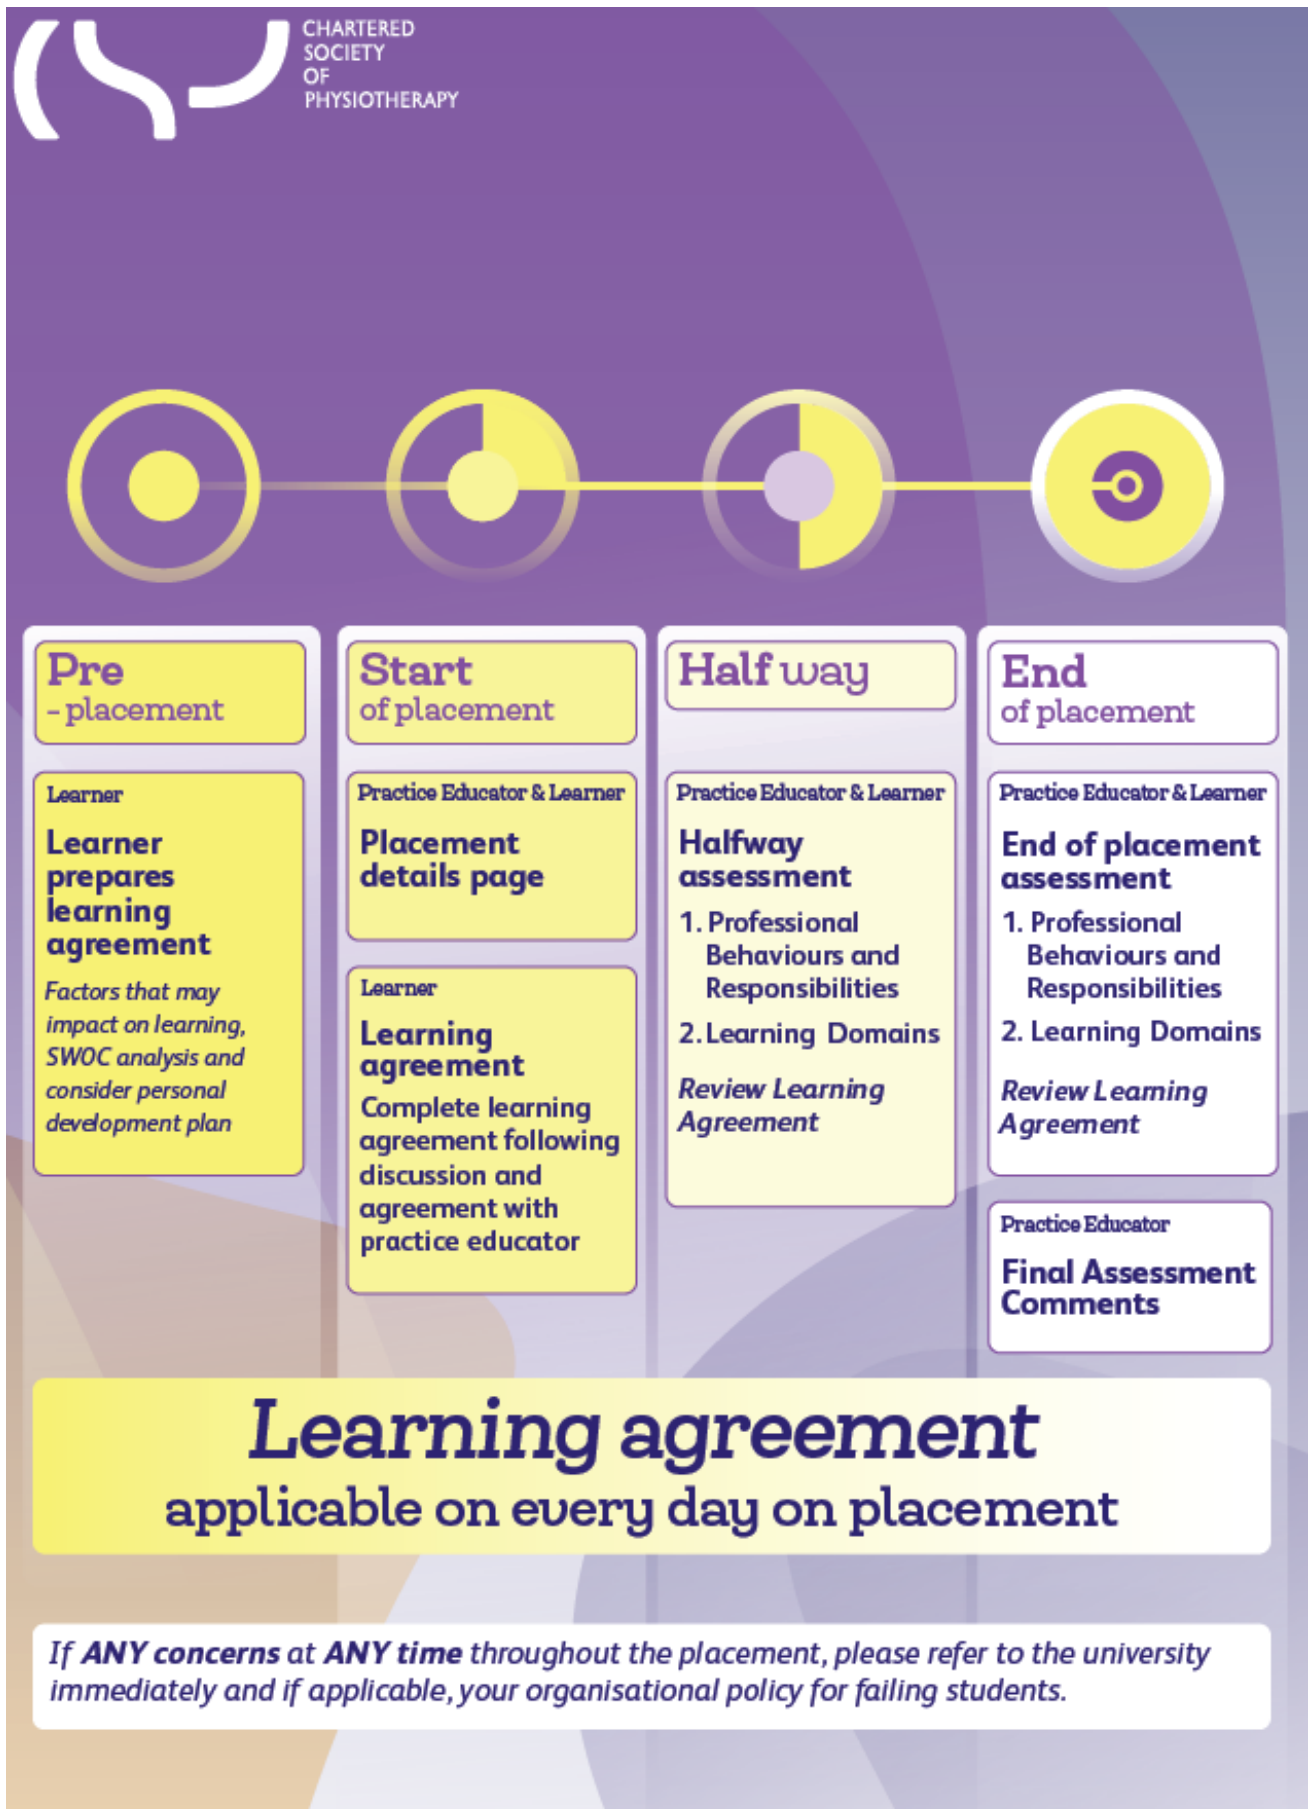 CHARTERED
SOCIETY
OF
PHYSIOTHERAPY
Pre
- placement
Learner
Learner
prepares
learning
agreement
Factors that may
impact on learning,
SWOC analysis and
consider personal
development plan
Start
of placement
Practice Educator & Learner
Placement
details page
Learner
Learning
agreement
Complete learning
agreement following
discussion and
agreement with
practice educator
Half way
Practice Educator & Learner
Halfway
assessment
1. Professional
Behaviours and
Responsibilities
2. Learning Domains
Review Learning
Agreement
End
of placement
Practice Educator & Learner
End of placement
assessment
1. Professional
Behaviours and
Responsibilities
2. Learning Domains
Review Learning
Agreement
Practice Educator
Final Assessment
Comments
Learning agreement
applicable on every day on placement
If ANY concerns at ANY time throughout the placement, please refer to the university
immediately and if applicable, your organisational policy for failing students.